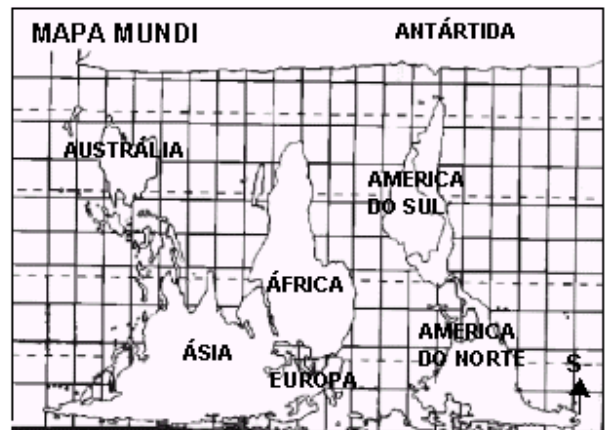 MAPA MUNDI
ANTÁRTIDA
AUSTRÁLIA
AMERICA
DO SUL
ÁFRICA
ÁSIA
EUROPA
AMERICA
DO NORTE
S